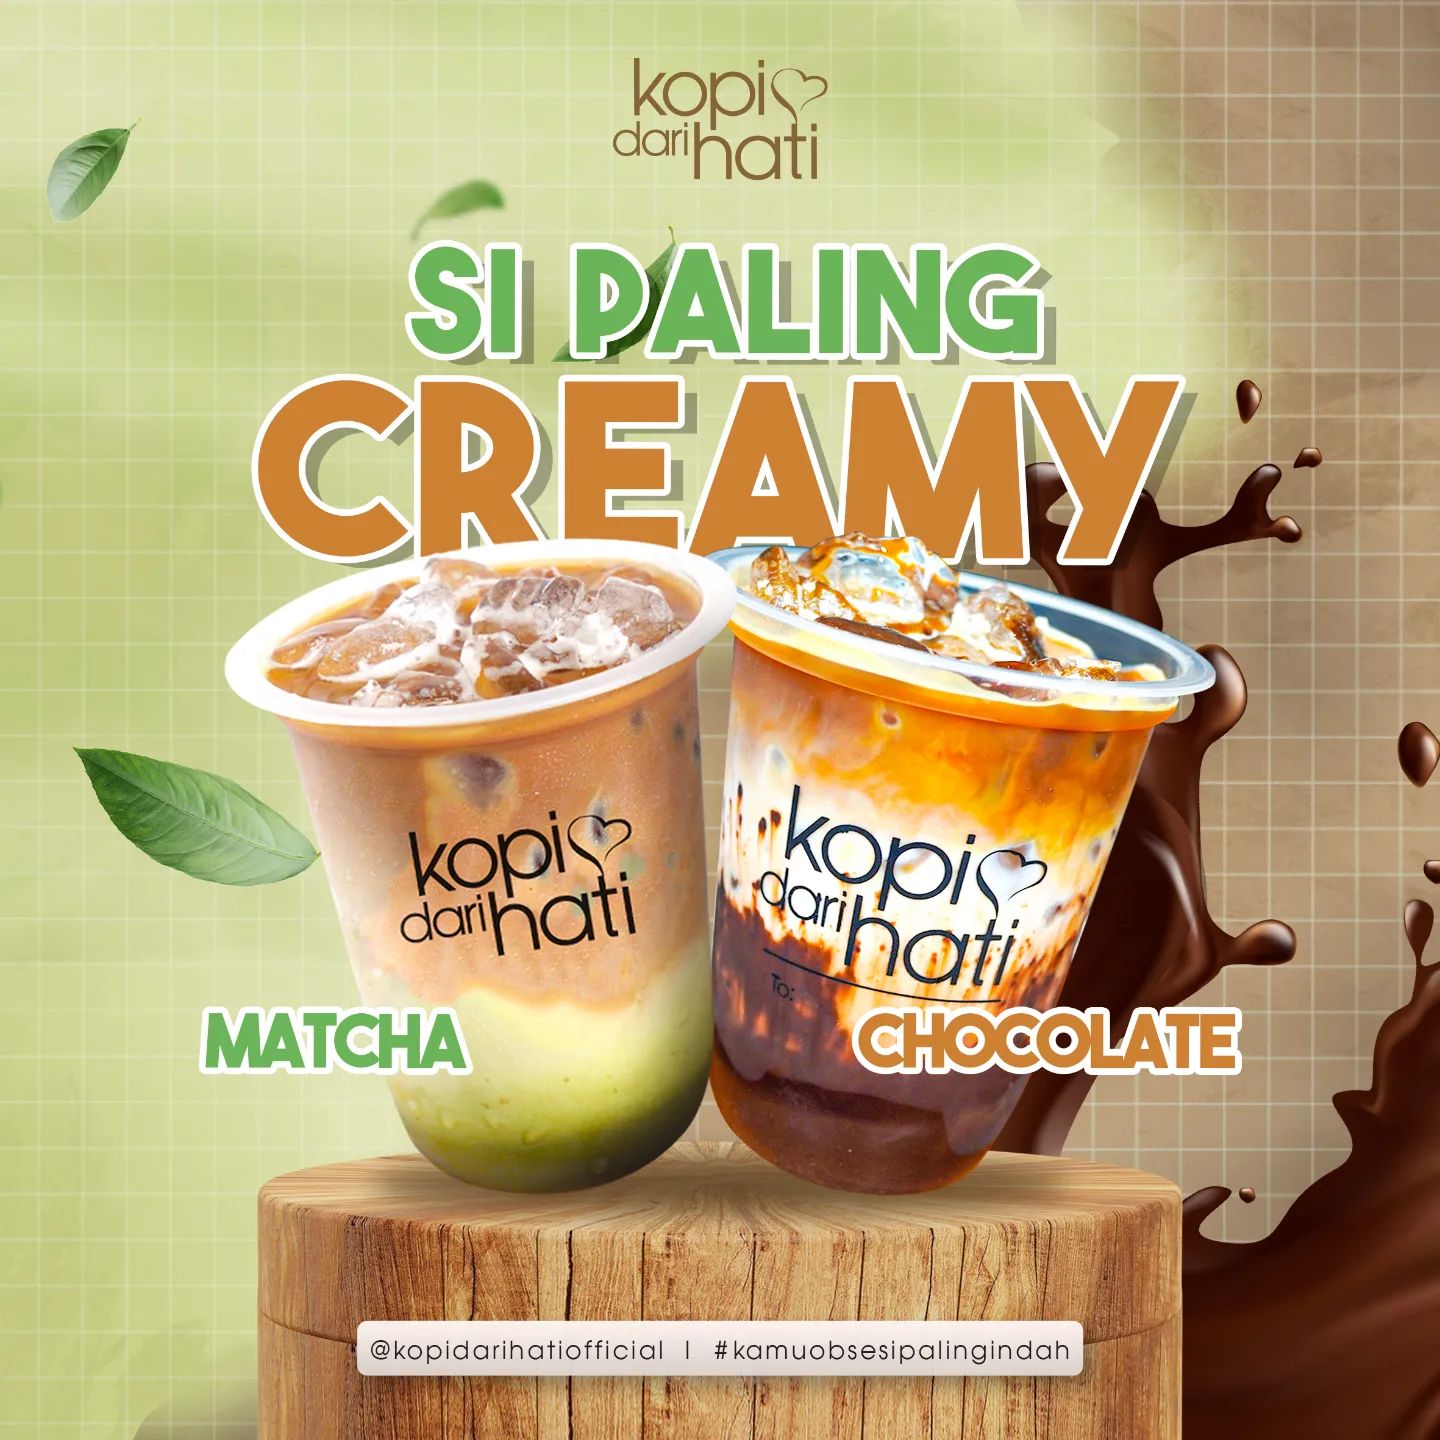 kopi
dari hati
SI PALING
CREAMY
kopi
dari hati
kopi
dari hati
To:
MATCHA
CHOCOLATE
@kopidarihatiofficial | #kamuobsesipalingindah